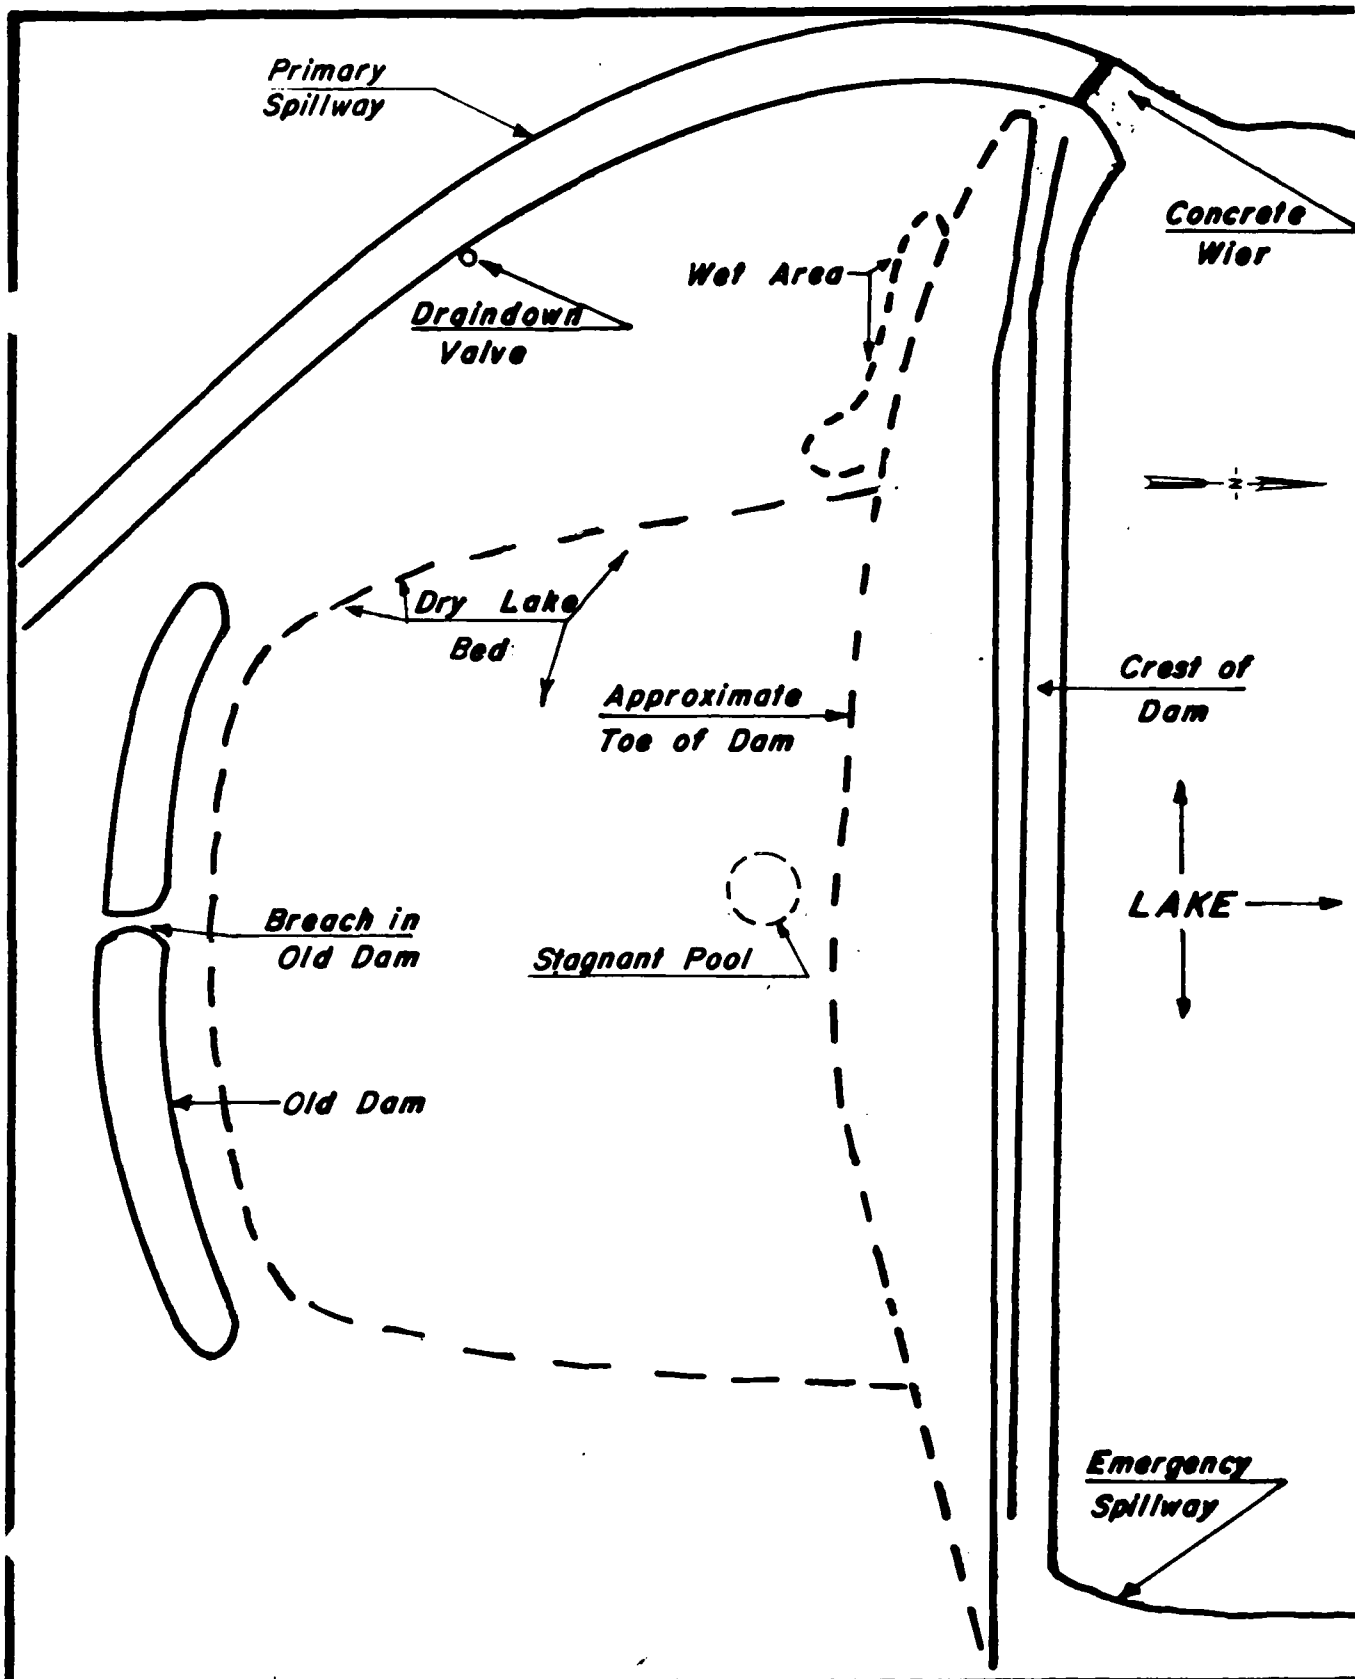 Primary
Spillway
Concrete
Wier
Wet Area
Draindown
Valve
N
Dry Lake
Bed
Crest of
Dam
Approximate
Toe of Dam
LAKE
Breach in
Old Dam
Stagnant Pool
Old Dam
Emergency
Spillway